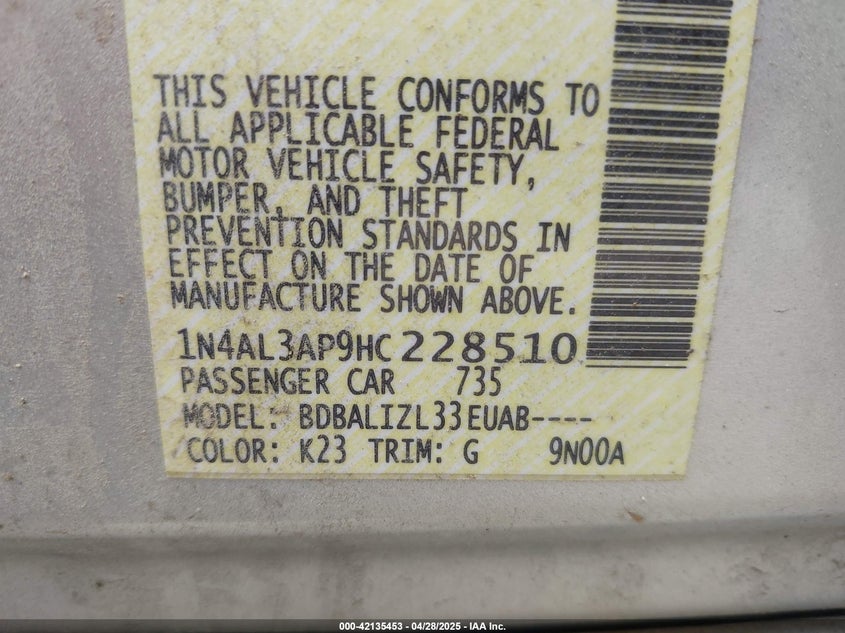 THIS VEHICLE CONFORMS TO
ALL APPLICABLE FEDERAL
MOTOR VEHICLE SAFETY,
BUMPER, AND THEFT
PREVENTION STANDARDS IN
EFFECT ON THE DATE OF
MANUFACTURE SHOWN ABOVE.
1N4AL3AP9HC228510
PASSENGER CAR 735
MODEL: BDBALIZL33EUAB----
COLOR: K23 TRIM: G 9N00A
000-42135453 - 04/28/2025 - IAA Inc.